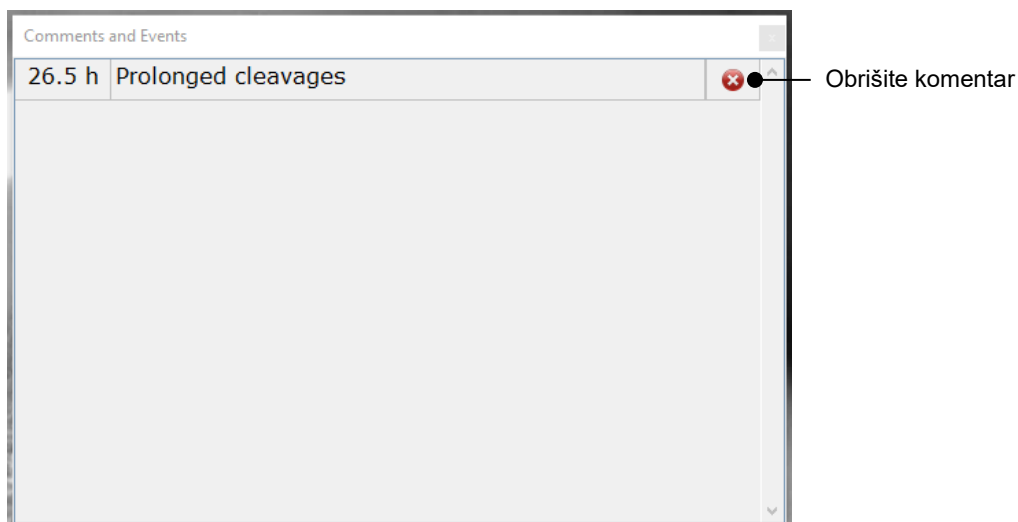 Comments and Events
26.5 h Prolonged cleavages
Obrišite komentar